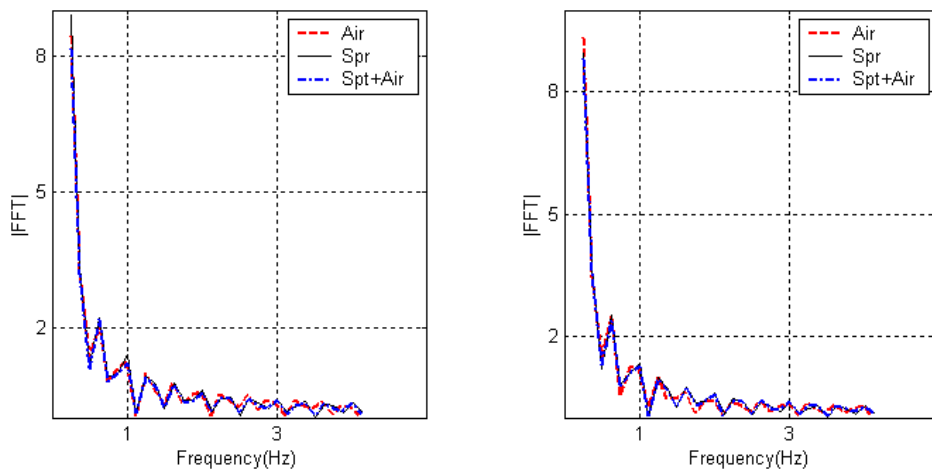 Air
Spr
Spt+Air
8
5
2
|FFT|
1
3
Frequency(Hz)
Air
Spr
Spt+Air
8
5
2
|FFT|
1
3
Frequency(Hz)